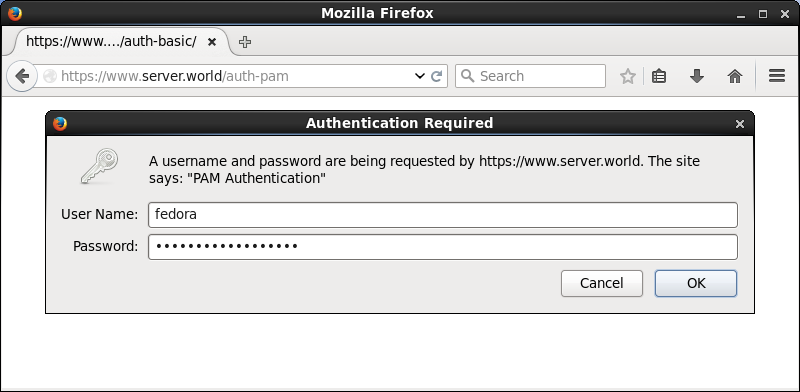 Mozilla Firefox
https://www..../auth-basic/
https://www.server.world/auth-pam
Search
Authentication Required
A username and password are being requested by https://www.server.world. The site
says: "PAM Authentication"
User Name: fedora
Password: ••••••••••••••••••
Cancel OK